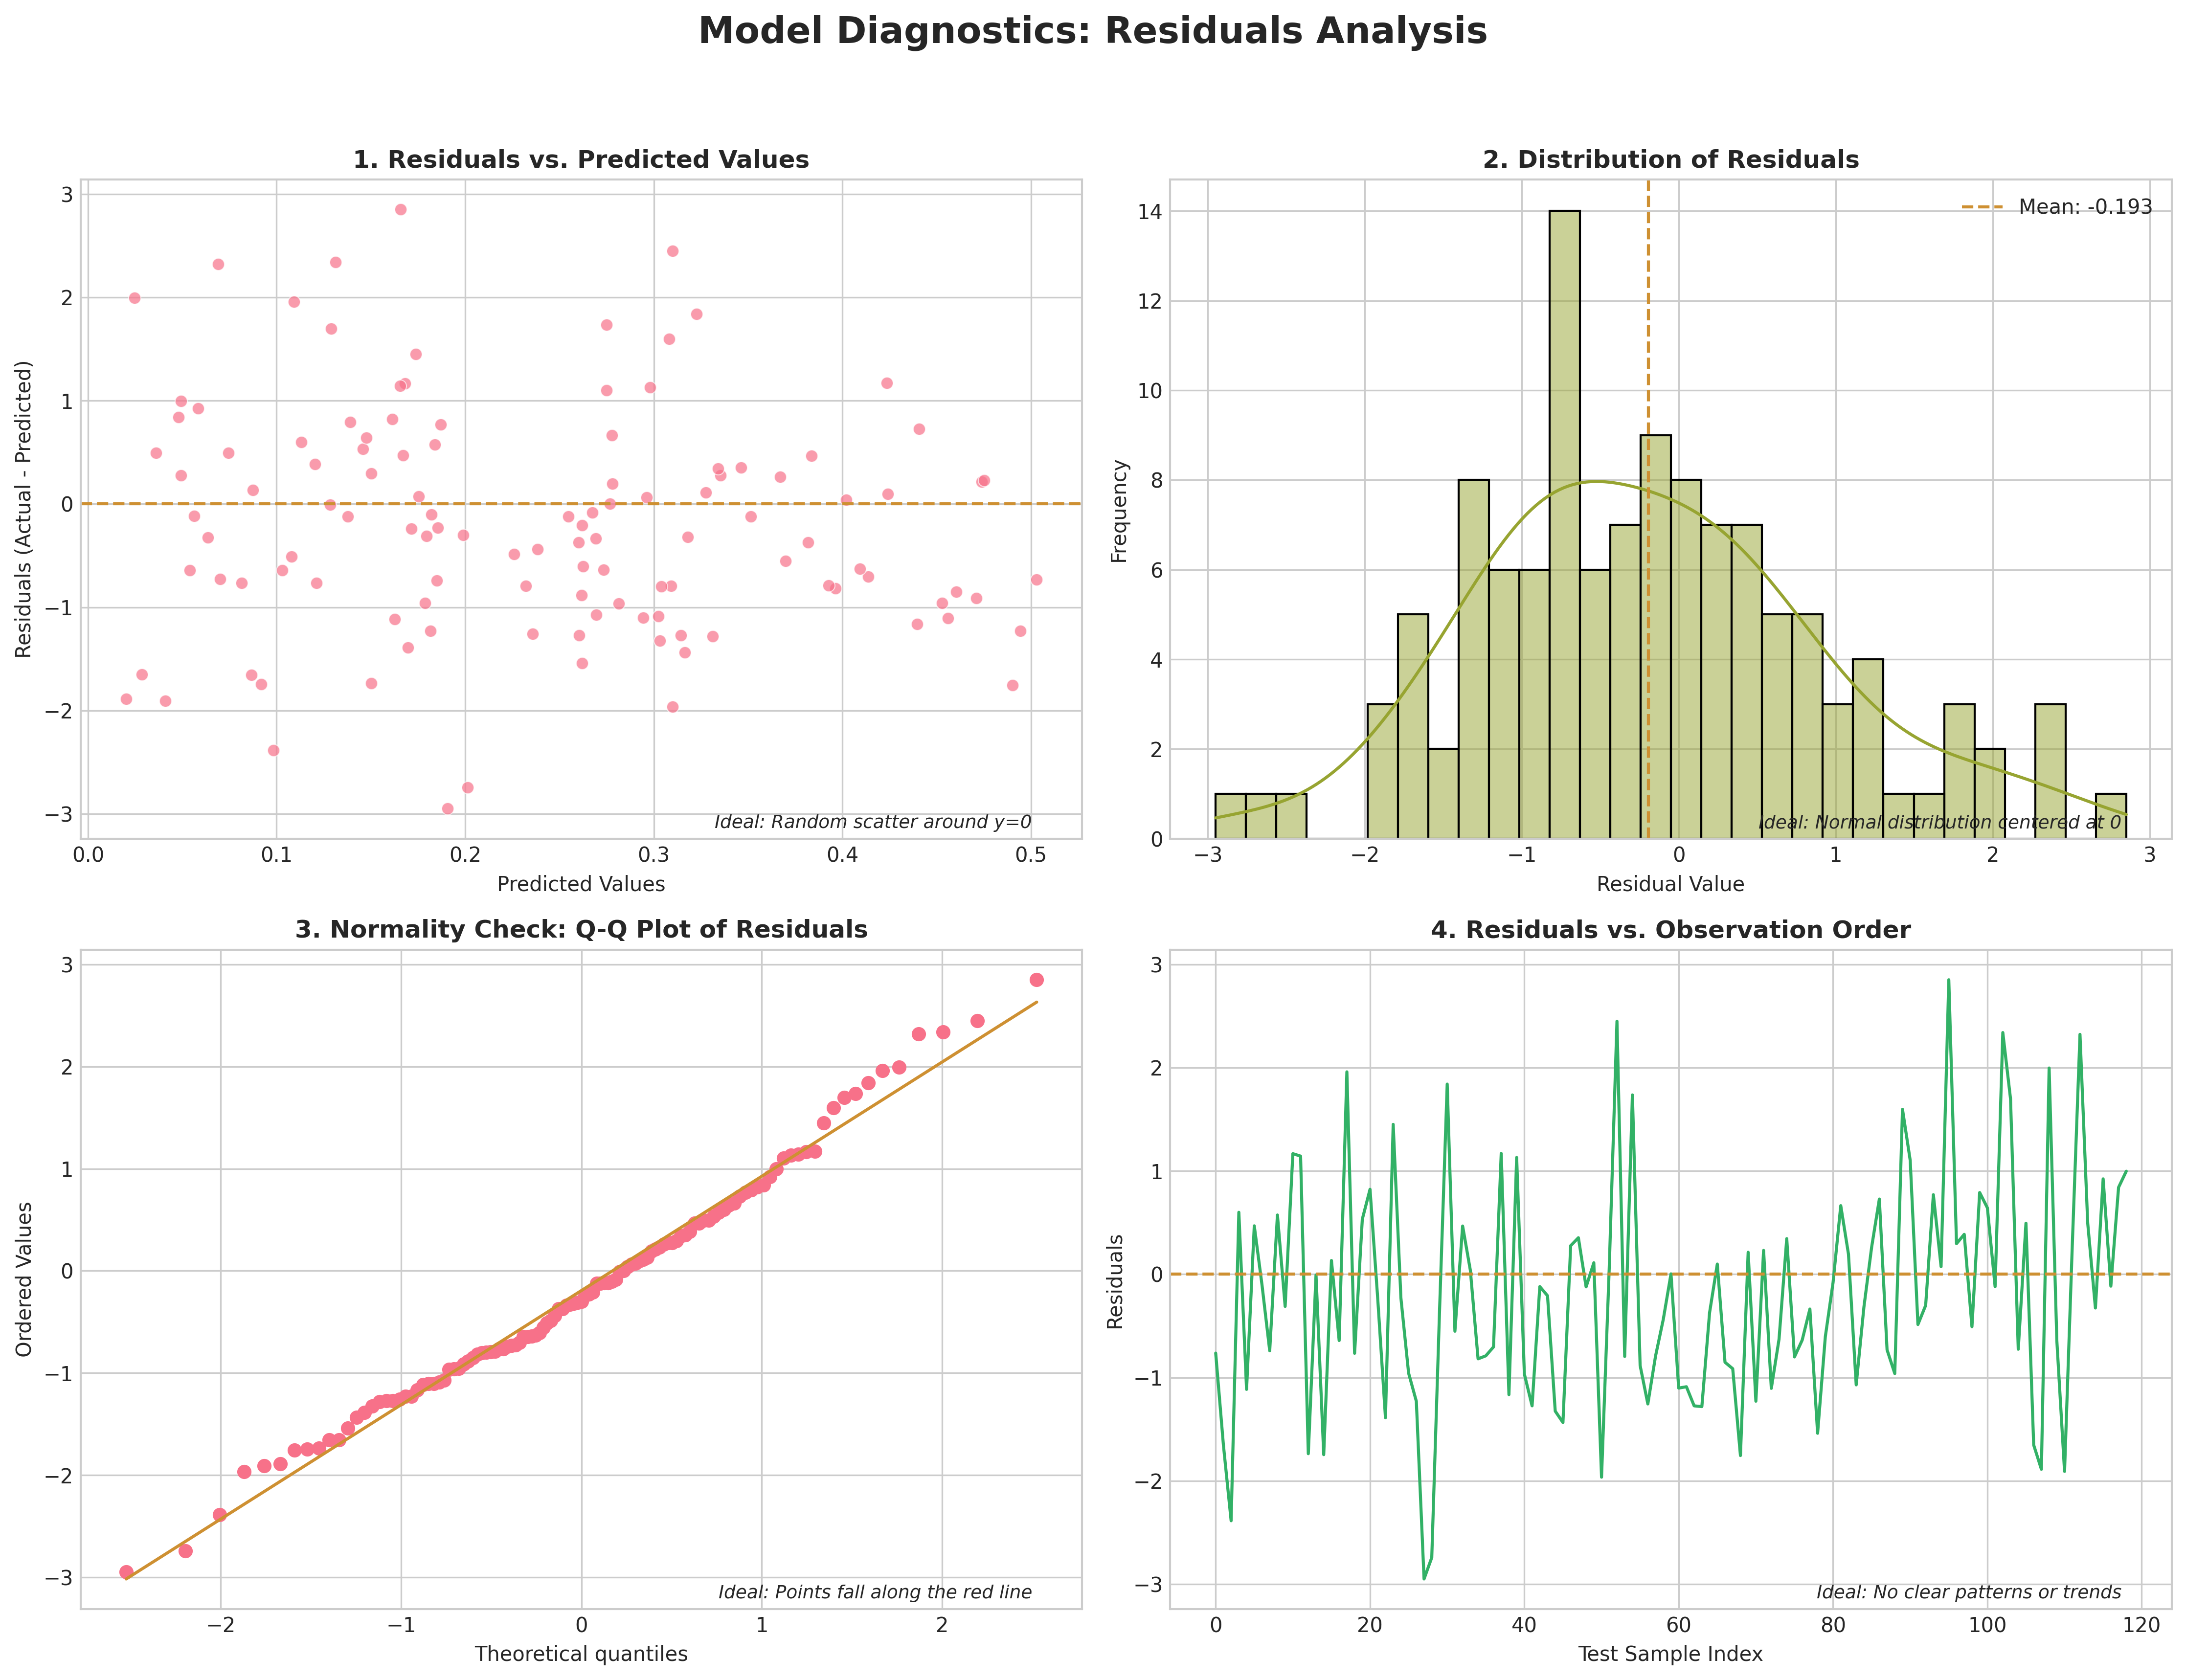 Model Diagnostics: Residuals Analysis
1. Residuals vs. Predicted Values
3
2
1
0
−1
−2
−3
Residuals (Actual - Predicted)
Ideal: Random scatter around y=0
0.0 0.1 0.2 0.3 0.4 0.5
Predicted Values
2. Distribution of Residuals
Mean: -0.193
14
12
10
8
6
4
2
0
Frequency
Ideal: Normal distribution centered at 0
−3 −2 −1 0 1 2 3
Residual Value
3. Normality Check: Q-Q Plot of Residuals
3
2
1
0
−1
−2
−3
Ordered Values
Ideal: Points fall along the red line
−2 −1 0 1 2
Theoretical quantiles
4. Residuals vs. Observation Order
3
2
1
0
−1
−2
−3
Residuals
Ideal: No clear patterns or trends
0 20 40 60 80 100 120
Test Sample Index